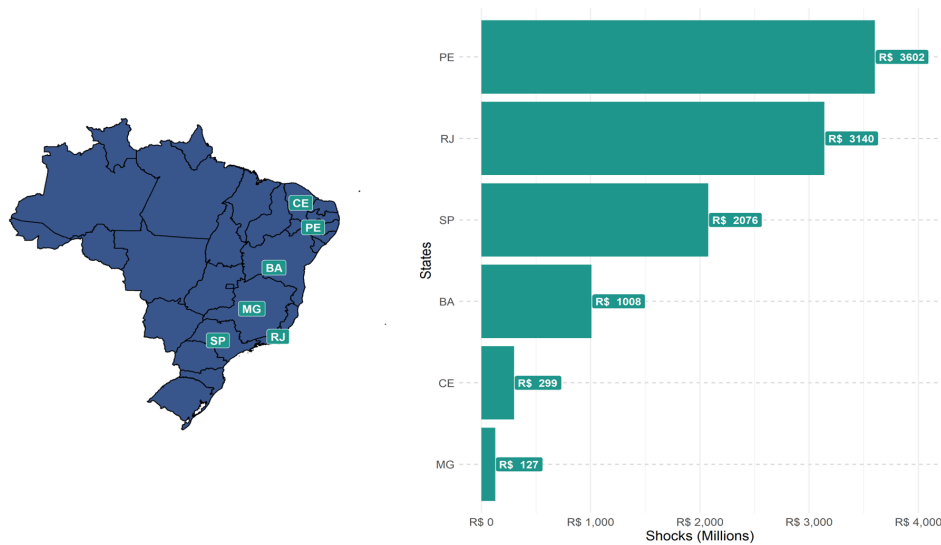 CE
PE
BA
MG
RJ
SP
States
PE
R$ 3602
RJ
R$ 3140
SP
R$ 2076
BA
R$ 1008
CE
R$ 299
MG
R$ 127
R$ 0
R$ 1,000
R$ 2,000
R$ 3,000
R$ 4,000
Shocks (Millions)